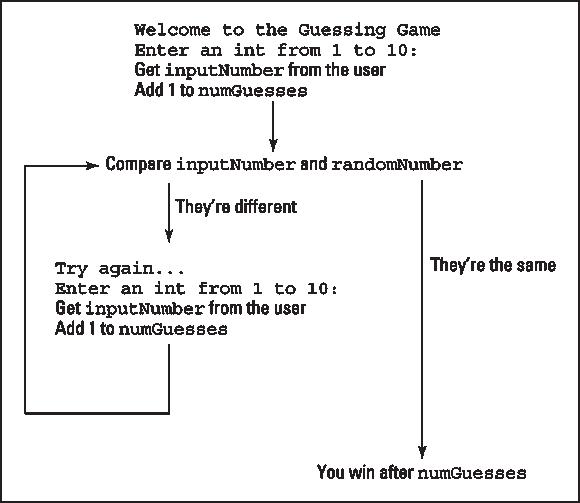 Welcome to the Guessing Game
Enter an int from 1 to 10:
Get inputNumber from the user
Add 1 to numGuesses
Compare inputNumber and randomNumber
They're different
They're the same
Try again...
Enter an int from 1 to 10:
Get inputNumber from the user
Add 1 to numGuesses
You win after numGuesses